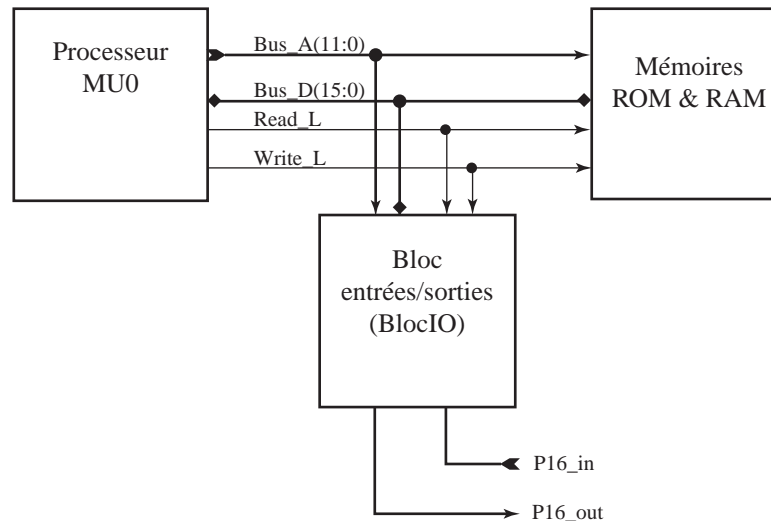 Processeur
MU0
Bus_A(11:0)
Bus_D(15:0)
Read_L
Write_L
Mémoires
ROM & RAM
Bloc
entrées/sorties
(BlocIO)
P16_in
P16_out